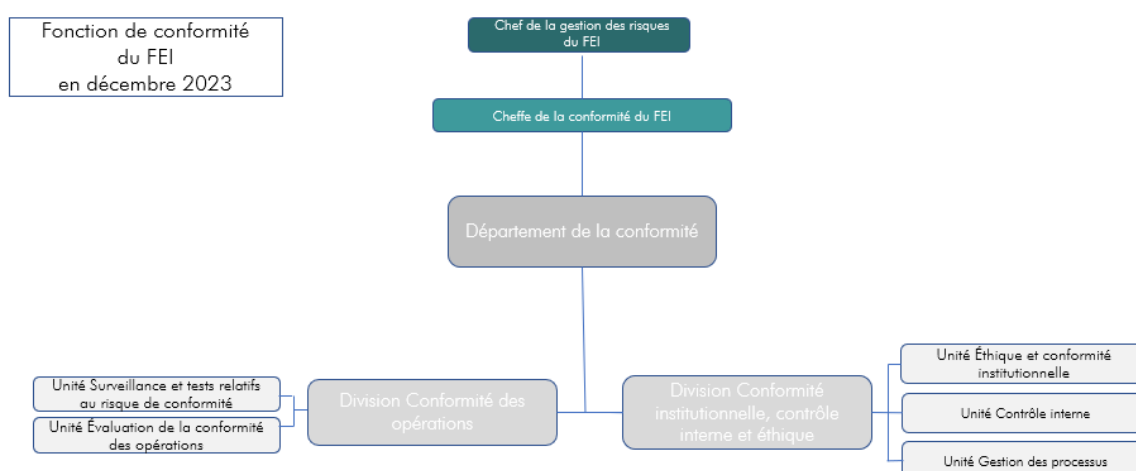 Fonction de conformité
du FEI
en décembre 2023
Chef de la gestion des risques
du FEI
Cheffe de la conformité du FEI
Département de la conformité
Unité Surveillance et tests relatifs
au risque de conformité
Unité Évaluation de la conformité
des opérations
Division Conformité des
opérations
Division Conformité
institutionnelle, contrôle
interne et éthique
Unité Éthique et conformité
institutionnelle
Unité Contrôle interne
Unité Gestion des processus